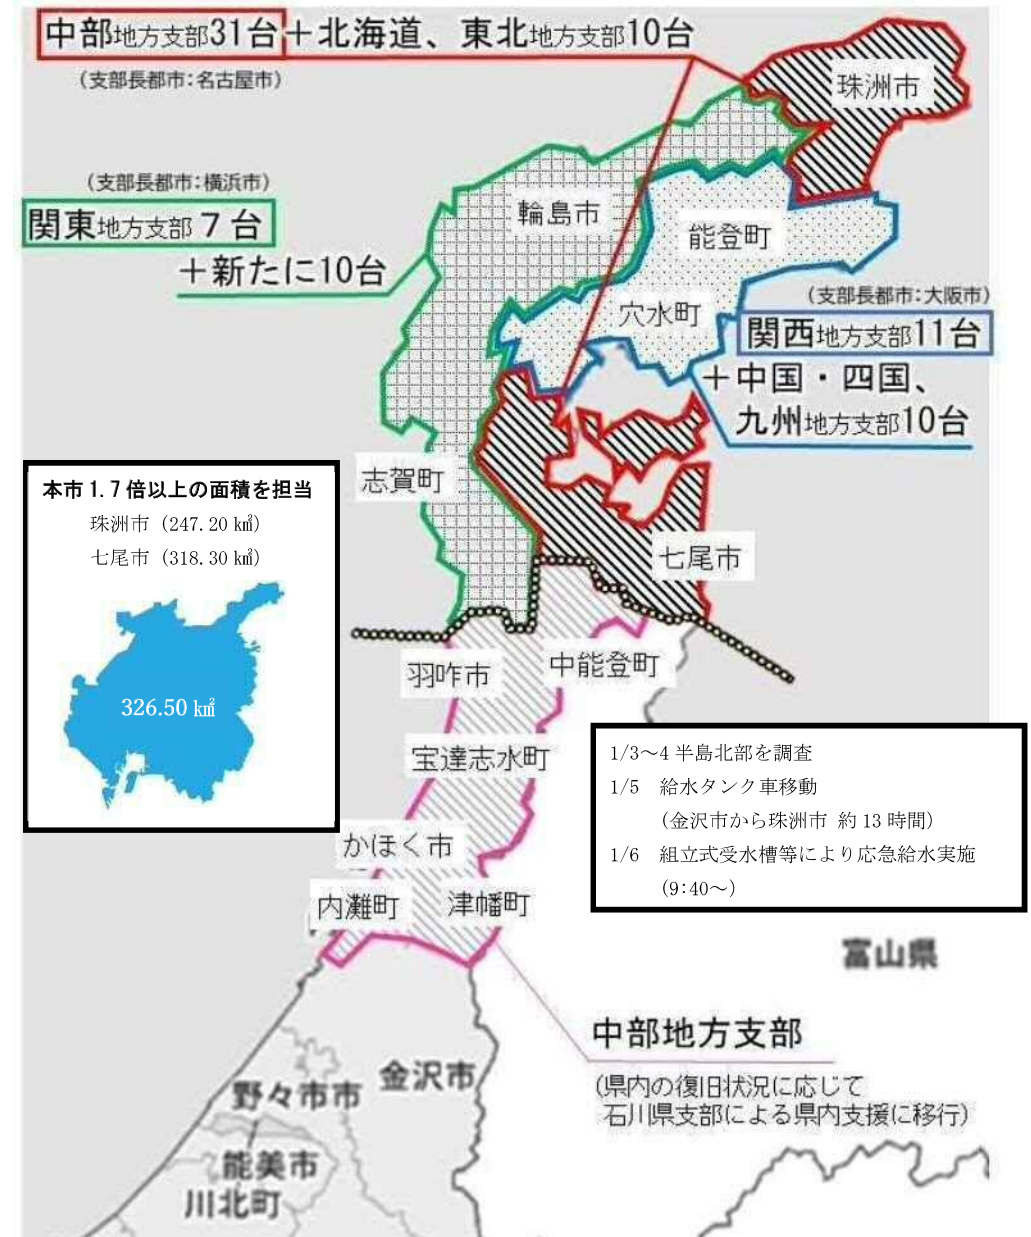 中部地方支部31台＋北海道、東北地方支部10台
（支部長都市：名古屋市）
珠洲市
（支部長都市：横浜市）
関東地方支部７台
＋新たに10台
輪島市
能登町
穴水町
（支部長都市：大阪市）
関西地方支部11台
＋中国・四国、
九州地方支部10台
志賀町
七尾市
本市1.7倍以上の面積を担当
珠洲市（247.20㎢）
七尾市（318.30㎢）
326.50㎢
羽咋市
中能登町
宝達志水町
かほく市
内灘町
津幡町
1/3～4 半島北部を調査
1/5　給水タンク車移動
（金沢市から珠洲市 約13時間）
1/6　組立式受水槽等により応急給水実施
（9:40～）
富山県
中部地方支部
（県内の復旧状況に応じて
石川県支部による県内支援に移行）
金沢市
野々市市
能美市
川北町